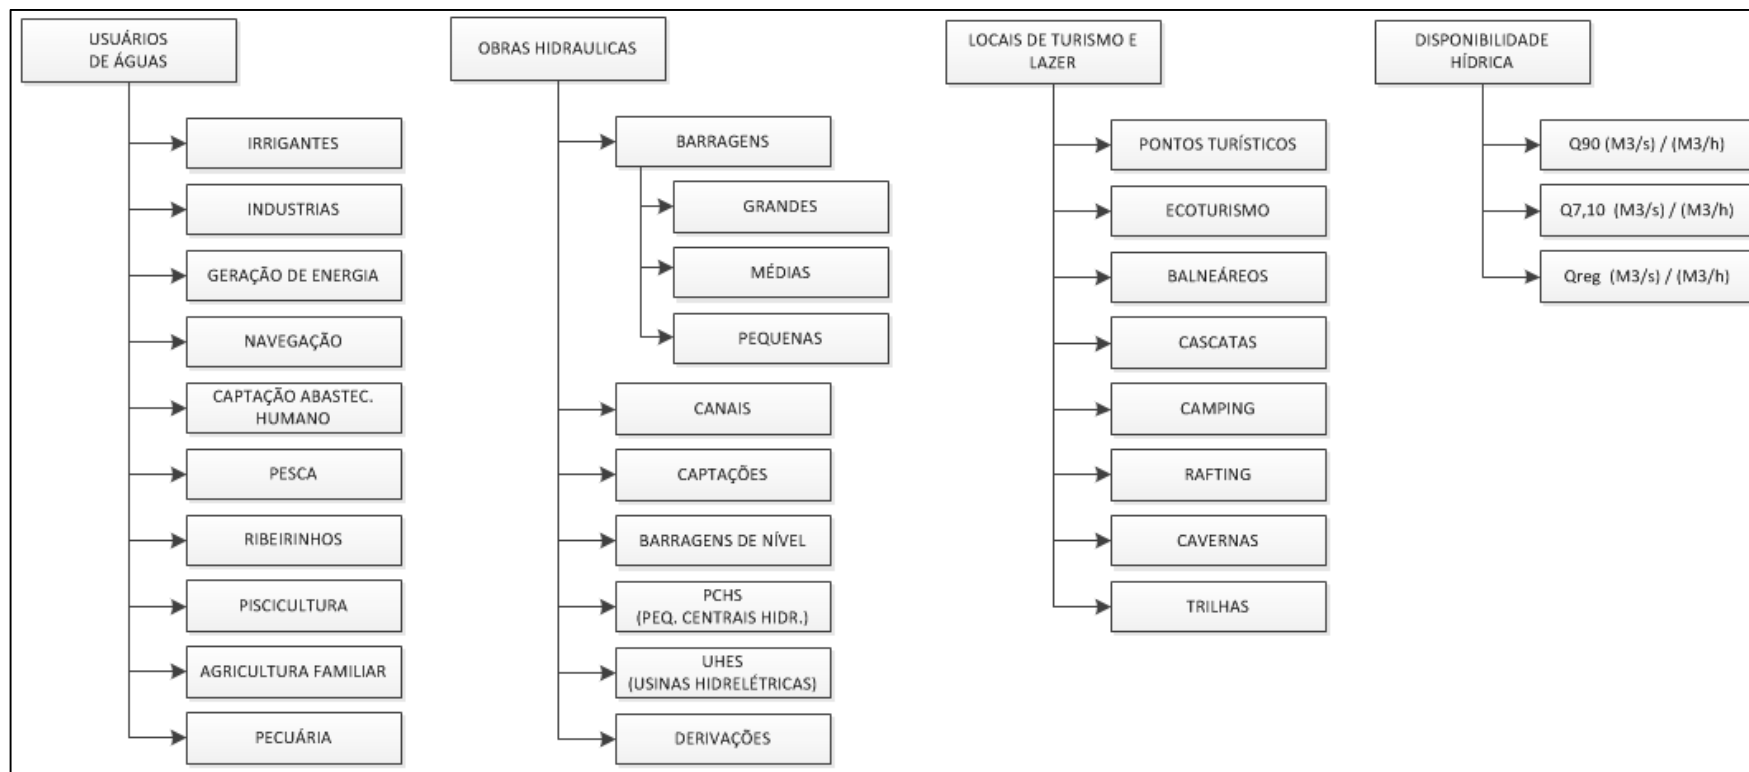 USUÁRIOS
DE ÁGUAS
IRRIGANTES
INDUSTRIAS
GERAÇÃO DE ENERGIA
NAVEGAÇÃO
CAPTAÇÃO ABASTEC.
HUMANO
PESCA
RIBEIRINHOS
PISCICULTURA
AGRICULTURA FAMILIAR
PECUÁRIA
OBRAS HIDRAULICAS
BARRAGENS
GRANDES
MÉDIAS
PEQUENAS
CANAIS
CAPTAÇÕES
BARRAGENS DE NÍVEL
PCHS
(PEQ. CENTRAIS HIDR.)
UHES
(USINAS HIDRELÉTRICAS)
DERIVAÇÕES
LOCAIS DE TURISMO E
LAZER
PONTOS TURÍSTICOS
ECOTURISMO
BALNEÁREOS
CASCATAS
CAMPING
RAFTING
CAVERNAS
TRILHAS
DISPONIBILIDADE
HÍDRICA
Q90 (M3/s) / (M3/h)
Q7,10 (M3/s) / (M3/h)
Qreg (M3/s) / (M3/h)